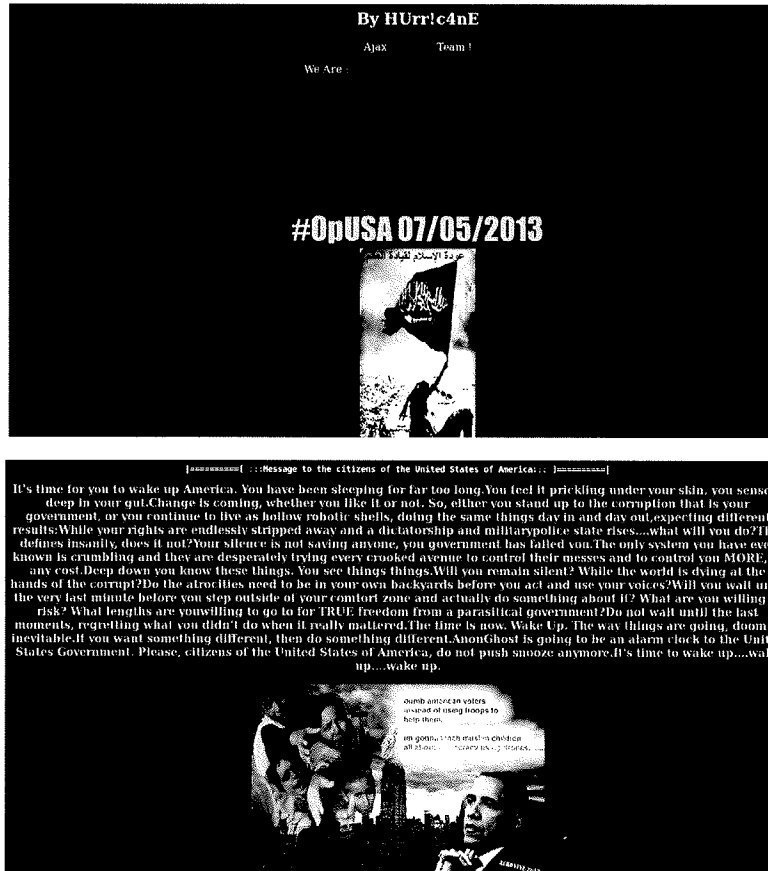 By HUrr!c4nE
Ajax Team !
We Are :
#OpUSA 07/05/2013
عودة الإسلام لقيادة
|==========[ :::Message to the citizens of the United States of America::: ]==========|
It's time for you to wake up America. You have been sleeping for far too long.You feel it prickling under your skin, you sense
deep in your gut.Change is coming, whether you like it or not. So, either you stand up to the corruption that is your
government, or you continue to live as hollow robotic shells, doing the same things day in and day out,expecting different
results:While your rights are endlessly stripped away and a dictatorship and militarypolice state rises....what will you do?Th
defines insanity, does it not?Your silence is not saving anyone, you government has failed you.The only system you have eve
known is crumbling and they are desperately trying every crooked avenue to control their messes and to control you MORE,
any cost.Deep down you know these things. You see things things.Will you remain silent? While the world is dying at the
hands of the corrupt?Do the atrocities need to be in your own backyards before you act and use your voices?Will you wait un
the very last minute before you step outside of your comfort zone and actually do something about it? What are you willing
risk? What lengths are youwilling to go to for TRUE freedom from a parasitical government?Do not wait until the last
moments, regretting what you didn't do when it really mattered.The time is now. Wake Up. The way things are going, doom
inevitable.If you want something different, then do something different.AnonGhost is going to be an alarm clock to the Unit
States Government. Please, citizens of the United States of America, do not push snooze anymore.It's time to wake up....wak
up....wake up.
dumb american voters
instead of using troops to
help them.
im gonna teach muslim children
all about